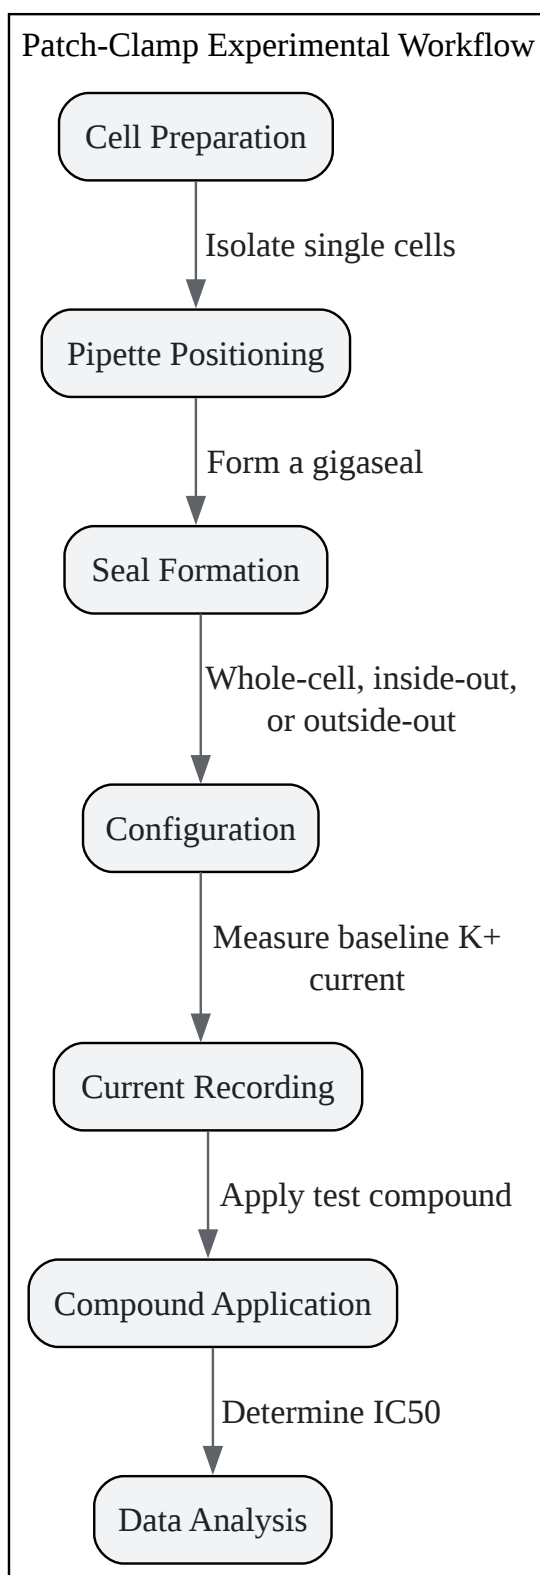 Patch-Clamp Experimental Workflow
Cell Preparation
Isolate single cells
Pipette Positioning
Form a gigaseal
Seal Formation
Whole-cell, inside-out,
or outside-out
Configuration
Measure baseline K+
current
Current Recording
Apply test compound
Compound Application
Determine IC50
Data Analysis